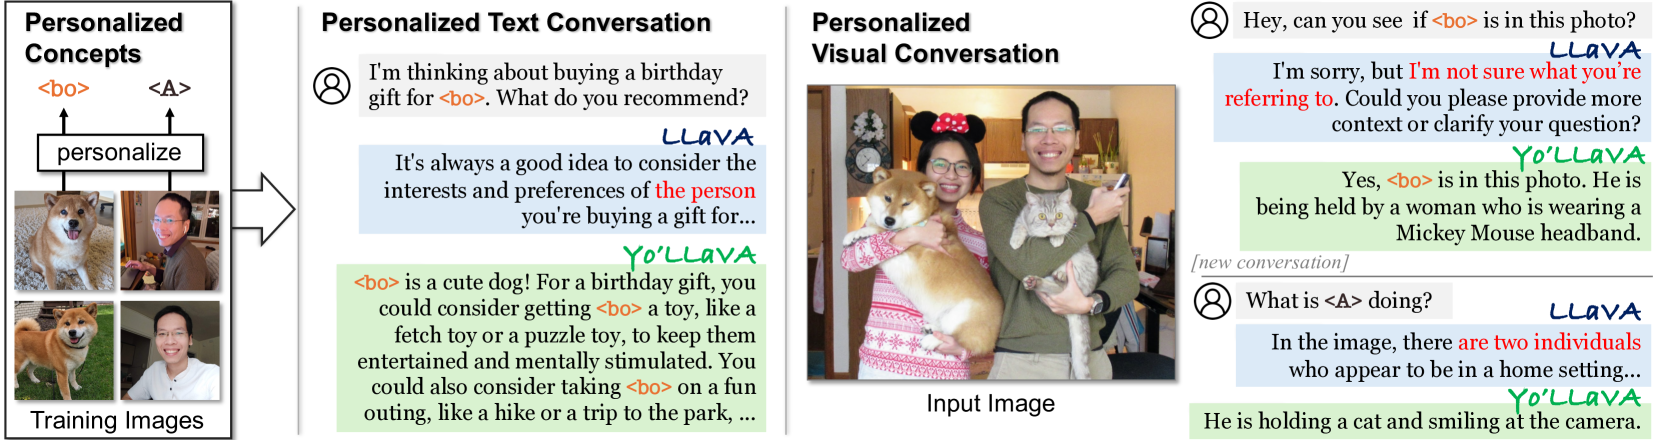 Personalized
Concepts
<bo>
<A>
personalize
Training Images
Personalized Text Conversation
I'm thinking about buying a birthday
gift for <bo>. What do you recommend?
LLaVA
It's always a good idea to consider the
interests and preferences of the person
you're buying a gift for...
Yo'LLaVA
<bo> is a cute dog! For a birthday gift, you
could consider getting <bo> a toy, like a
fetch toy or a puzzle toy, to keep them
entertained and mentally stimulated. You
could also consider taking <bo> on a fun
outing, like a hike or a trip to the park, ...
Personalized
Visual Conversation
Input Image
Hey, can you see if <bo> is in this photo?
LLaVA
I'm sorry, but I'm not sure what you're
referring to. Could you please provide more
context or clarify your question?
Yo'LLaVA
Yes, <bo> is in this photo. He is
being held by a woman who is wearing a
Mickey Mouse headband.
[new conversation]
What is <A> doing?
LLaVA
In the image, there are two individuals
who appear to be in a home setting...
Yo'LLaVA
He is holding a cat and smiling at the camera.